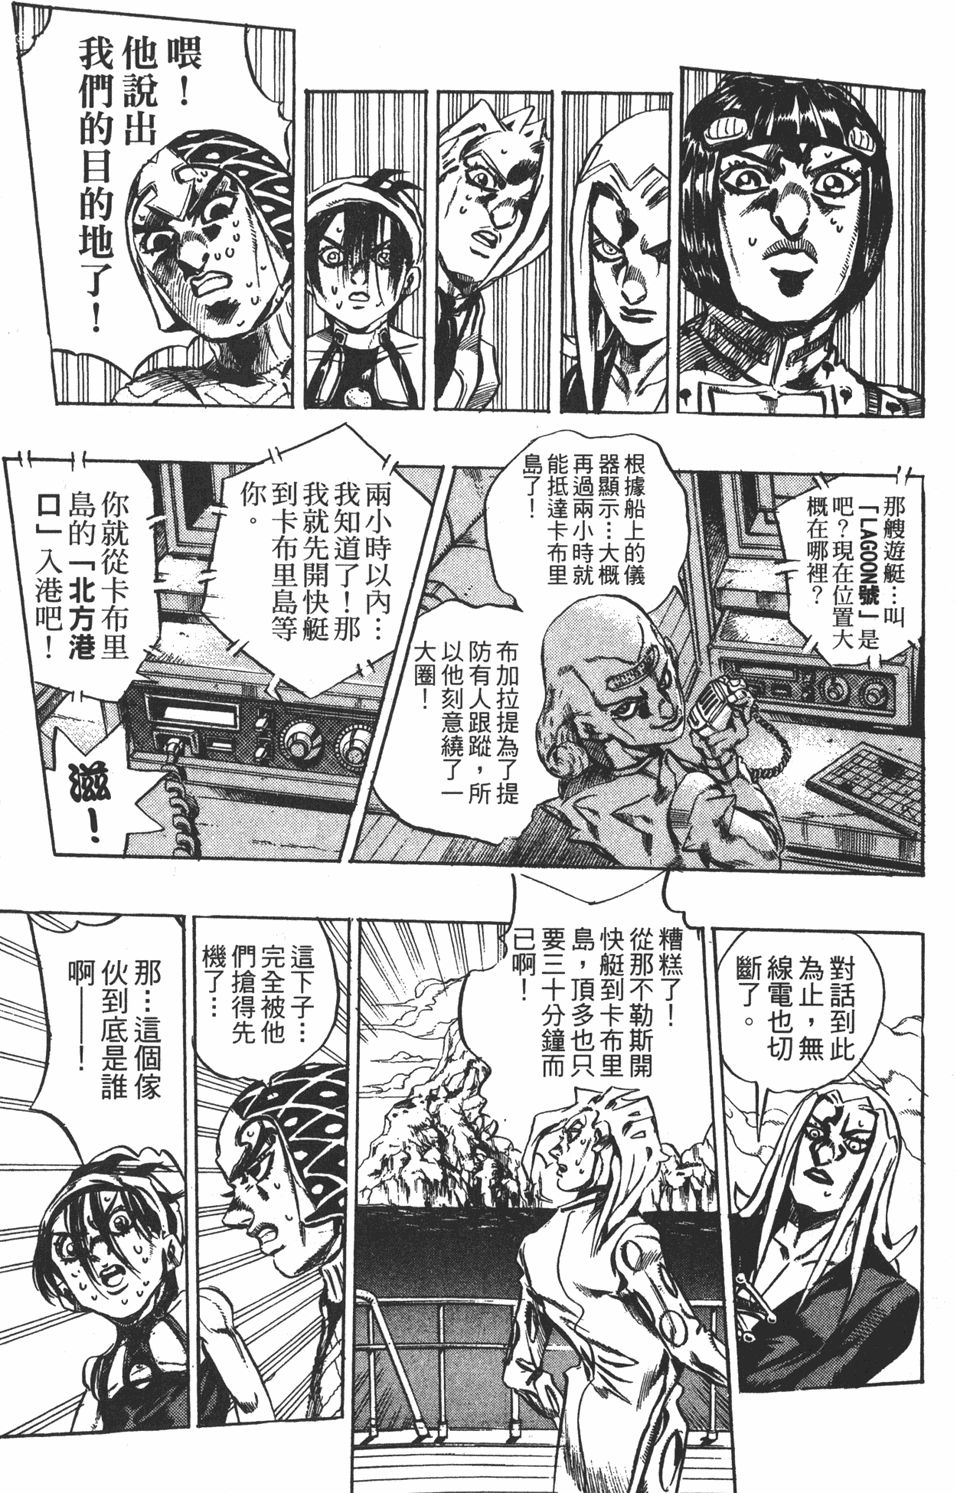 喂！
他說出
我們的目的地了！
那艘遊艇…叫
「LAGOON號」是
吧？現在位置大
概在哪裡？
根據船上的儀
器顯示…大概
再過兩小時就
能抵達卡布里
島了！
布加拉提為了提
防有人跟蹤，所
以他刻意繞了一
大圈！
兩小時以內…
我知道了！那
我就先開快艇
到卡布里島等
你。
你就從卡布里
島的「北方港
口」入港吧！
滋！
對話到此
為止，無
線電也切
斷了。
糟糕了！
從那不勒斯開
快艇到卡布里
島，頂多也只
要三十分鐘而
已啊！
這下子…
完全被他
們搶得先
機了…
那…這個傢
伙到底是誰
啊——！